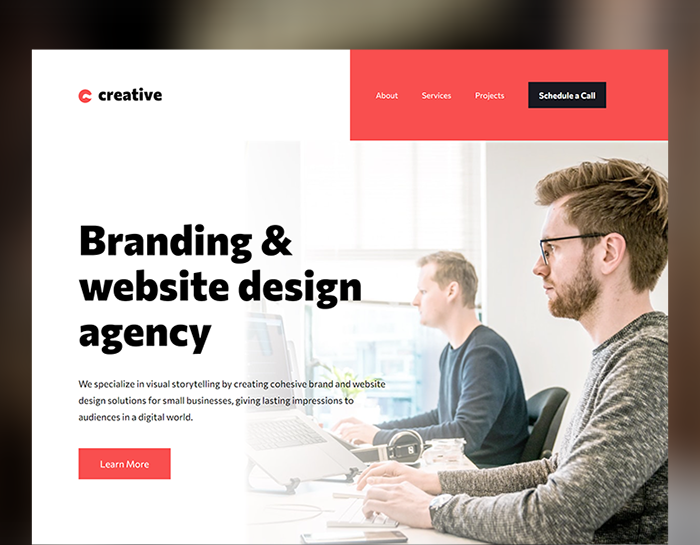 creative
About Services Projects Schedule a Call
Branding &
website design
agency
We specialize in visual storytelling by creating cohesive brand and website
design solutions for small businesses, giving lasting impressions to
audiences in a digital world.
Learn More